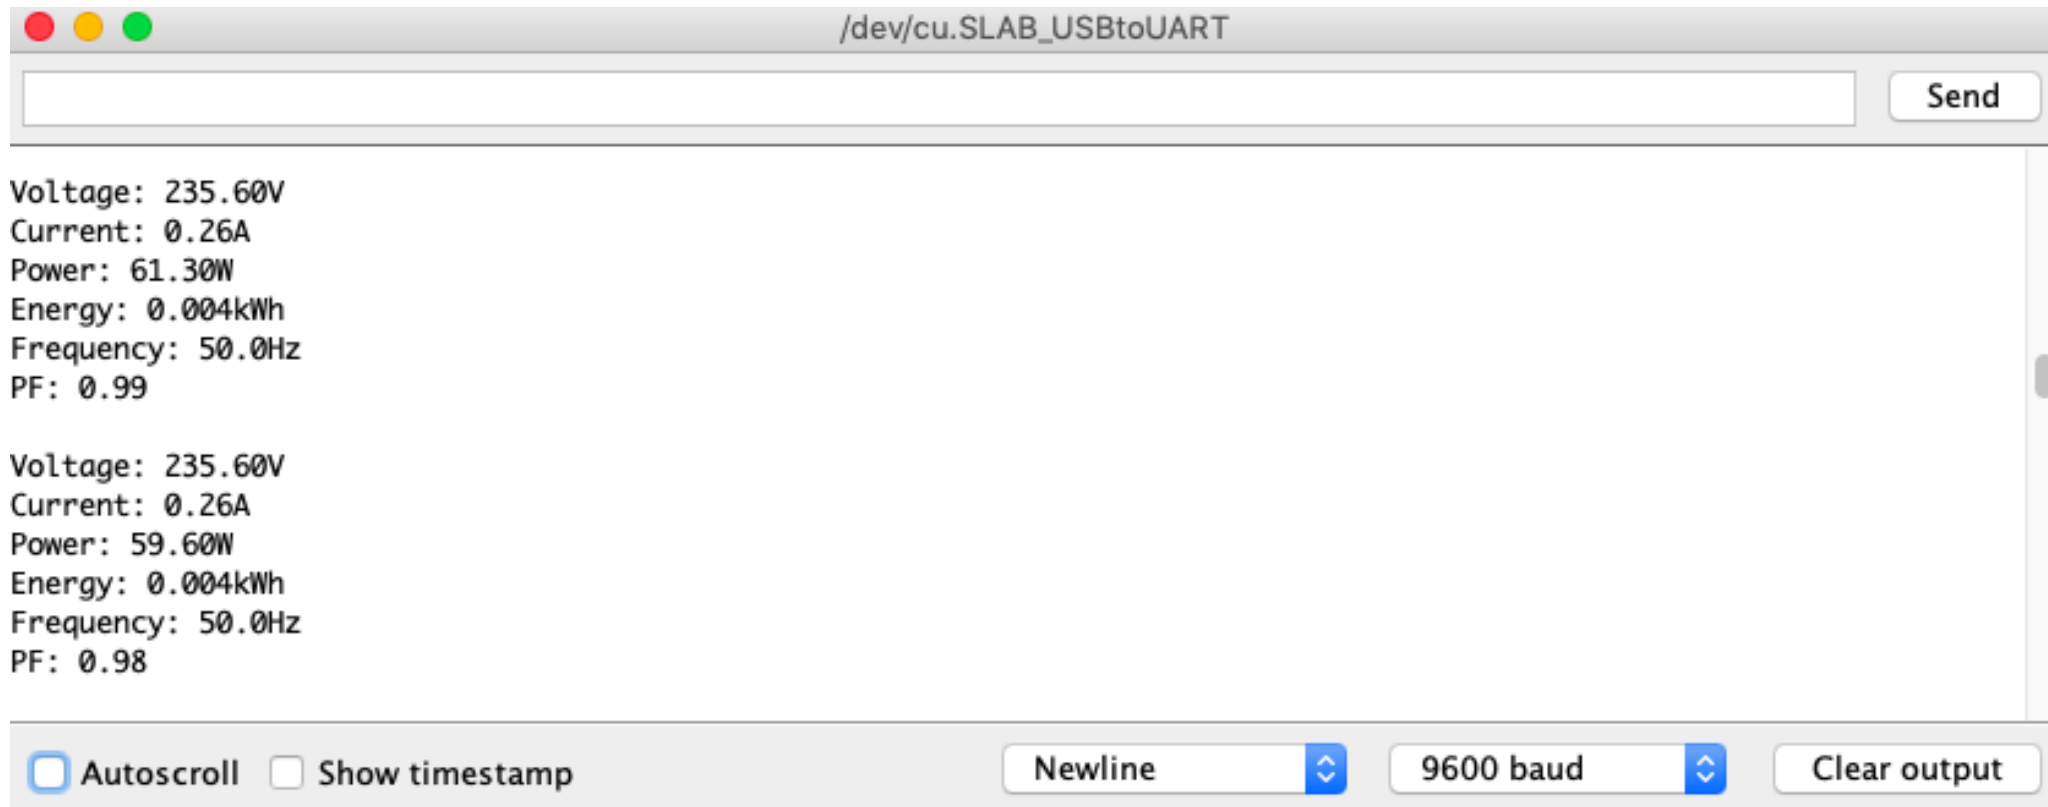 /dev/cu.SLAB_USBtoUART
Send
Voltage: 235.60V
Current: 0.26A
Power: 61.30W
Energy: 0.004kWh
Frequency: 50.0Hz
PF: 0.99
Voltage: 235.60V
Current: 0.26A
Power: 59.60W
Energy: 0.004kWh
Frequency: 50.0Hz
PF: 0.98
Autoscroll Show timestamp Newline 9600 baud Clear output